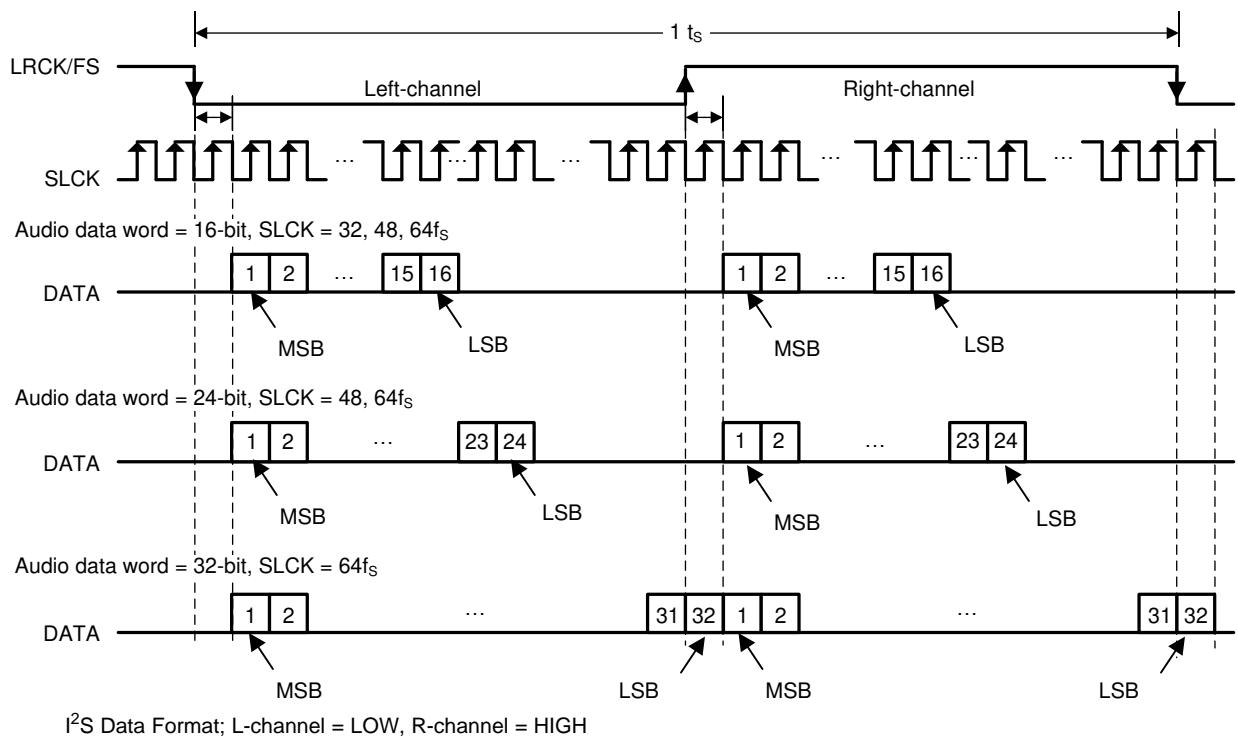 1 tS
LRCK/FS
Left-channel
Right-channel
... ... ... ... ... ...
SLCK
Audio data word = 16-bit, SLCK = 32, 48, 64fS
1 2 ... 15 16 1 2 ... 15 16
DATA
MSB LSB MSB LSB
Audio data word = 24-bit, SLCK = 48, 64fS
1 2 ... 23 24 1 2 ... 23 24
DATA
MSB LSB MSB LSB
Audio data word = 32-bit, SLCK = 64fS
1 2 ... 31 32 1 2 ... 31 32
DATA
MSB LSB MSB LSB
I2S Data Format; L-channel = LOW, R-channel = HIGH